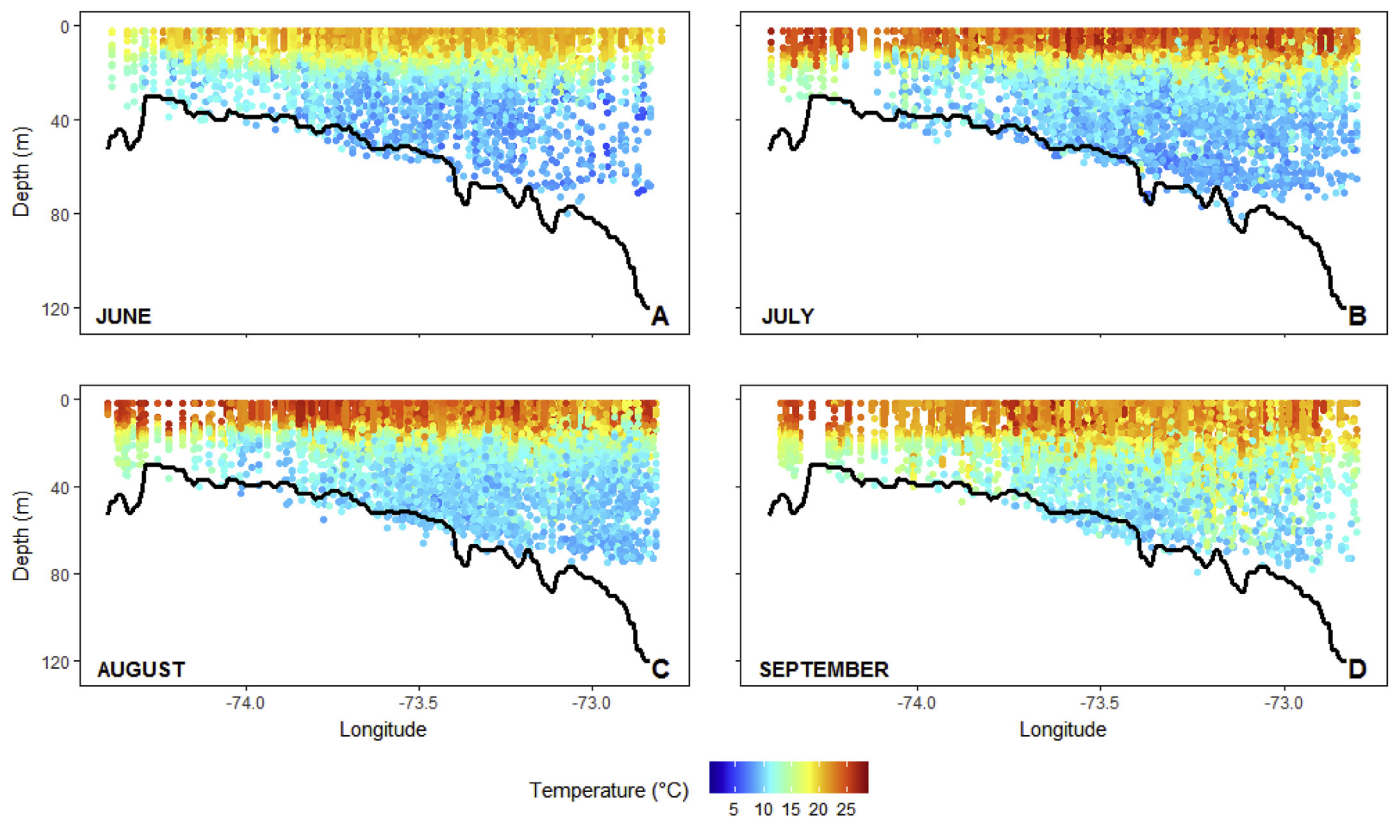 0
40
80
120
Depth (m)
JUNE
A
JULY
B
0
40
80
120
Depth (m)
AUGUST
C
SEPTEMBER
D
-74.0 -73.5 -73.0
-74.0 -73.5 -73.0
Longitude
Longitude
Temperature (°C)
5 10 15 20 25